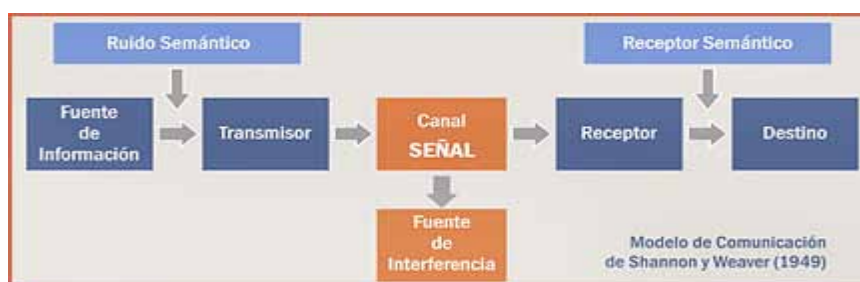 Ruido Semántico
Receptor Semántico
Fuente
de
Información
Transmisor
Canal
SEÑAL
Receptor
Destino
Fuente
de
Interferencia
Modelo de Comunicación
de Shannon y Weaver (1949)